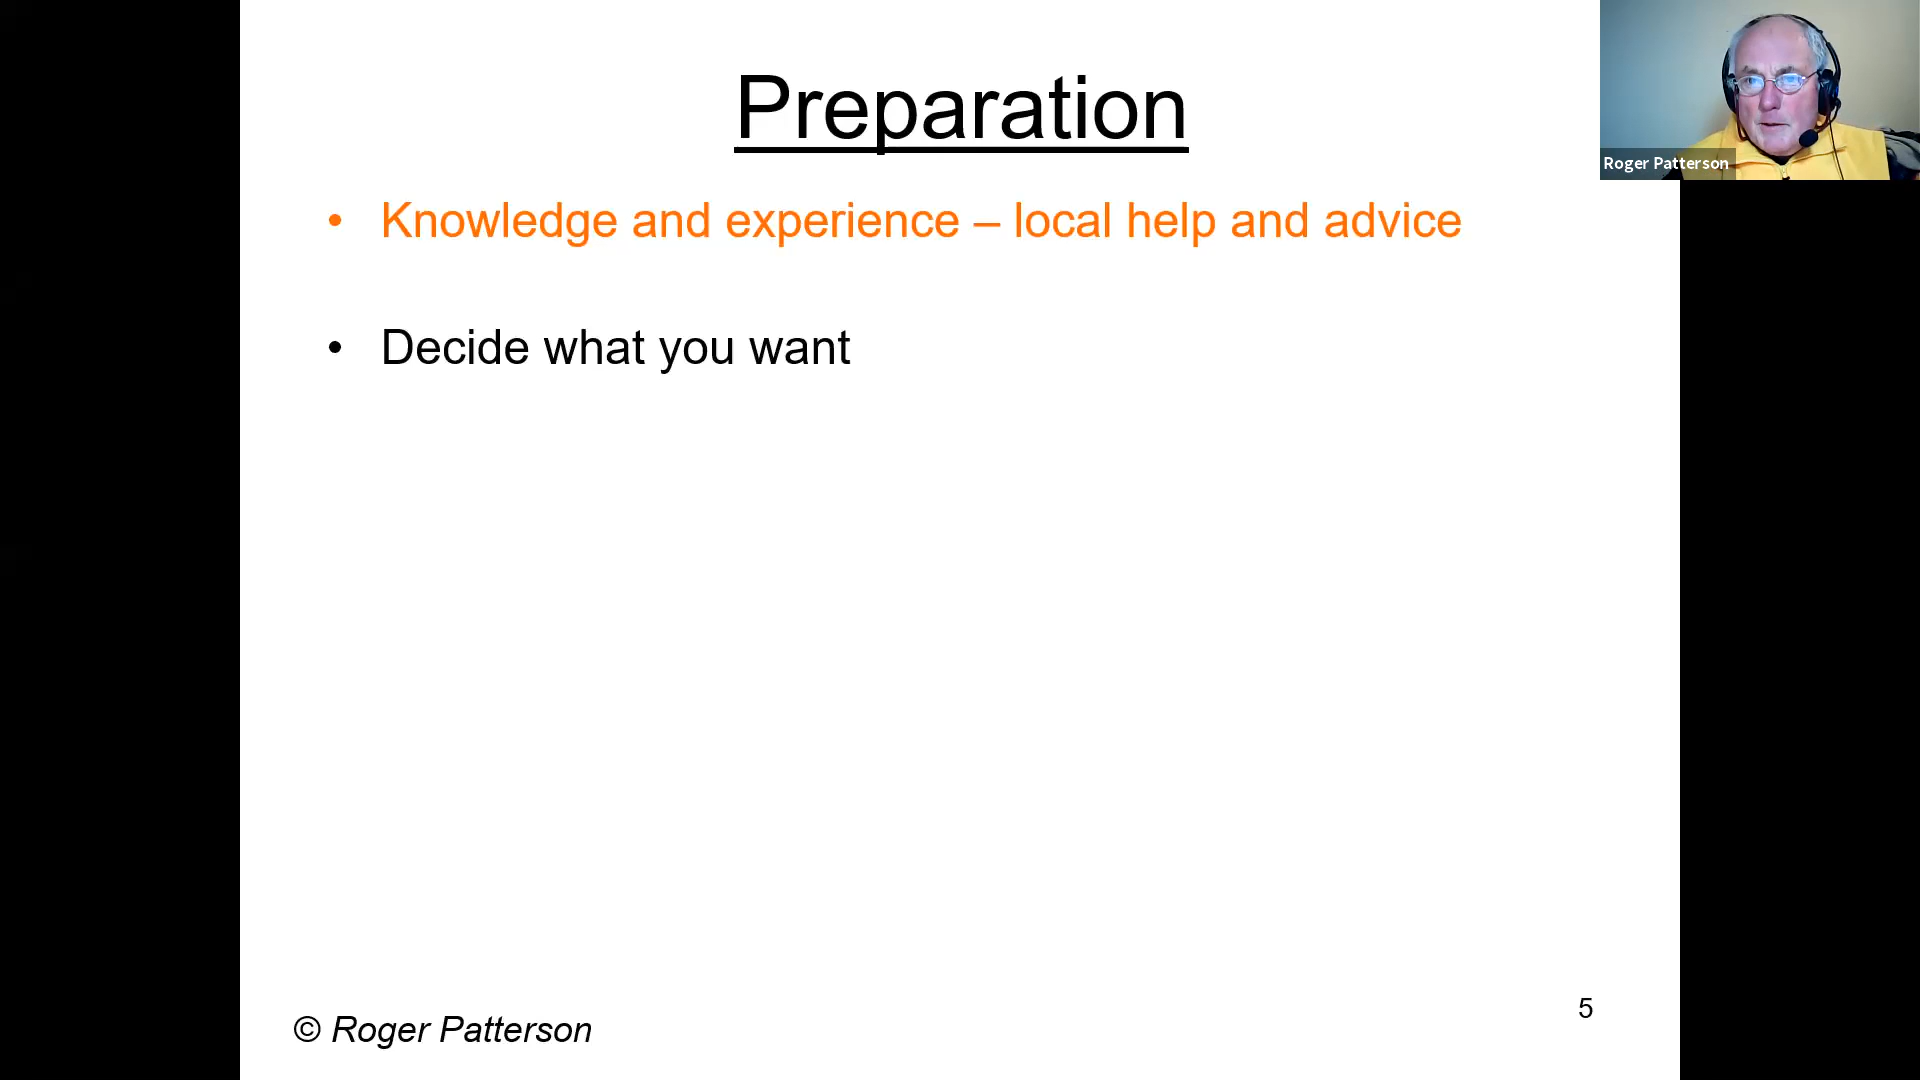 Preparation
Roger Patterson
• Knowledge and experience – local help and advice
• Decide what you want
5
© Roger Patterson